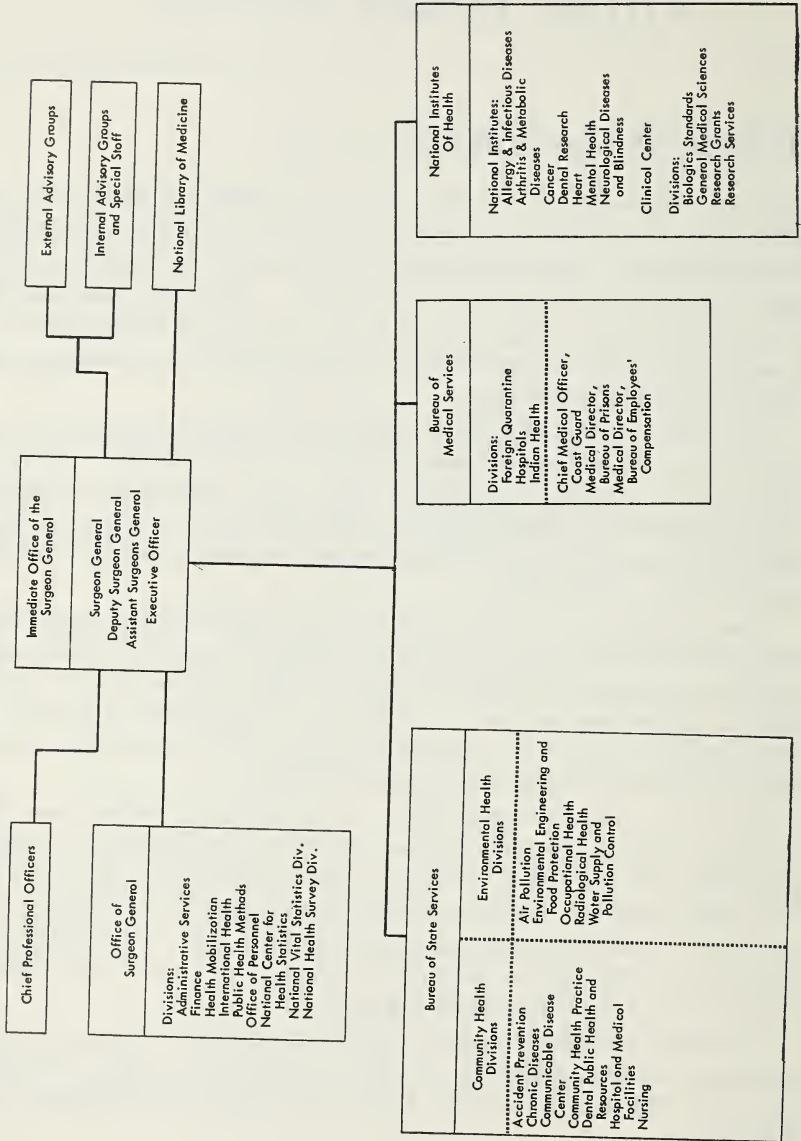 Chief Professional Officers
Office of
Surgeon General
Divisions:
Administrative Services
Finance
Health Mobilizotian
International Health
Public Health Methads
Office of Personnel
National Center for
Health Statistics
National Vital Statistics Div.
National Health Survey Div.
Immediate Office of the
Surgeon General
Surgeon General
Deputy Surgeon General
Assistant Surgeons General
Executive Officer
External Advisory Groups
Internal Advisory Groups
and Special Staff
Notional Library of Medicine
Bureau of State Services
Community Health
Divisions
Accident Prevention
Chronic Diseases
Communicable Disease
Center
Community Health Practice
Dental Public Health and
Resources
Hospital and Medical
Facilities
Nursing
Environmental Health
Divisions
Air Pollution
Environmental Engineering and
Food Protection
Occupational Health
Radiological Health
Water Supply and
Pollution Control
Bureau of
Medical Services
Divisions:
Foreign Quarantine
Hospitols
Indian Health
Chief Medical Officer,
Coast Guard
Medical Director,
Bureau of Prisons
Medical Director,
Bureau of Employees'
Compensation
National Institutes
Of Health
National Institutes:
Allergy & Infectious Diseases
Arthritis & Metabolic
Diseases
Cancer
Dental Research
Heart
Mental Health
Neurological Diseases
and Blindness
Clinical Center
Divisions:
Biologics Standards
General Medical Sciences
Research Grants
Research Services